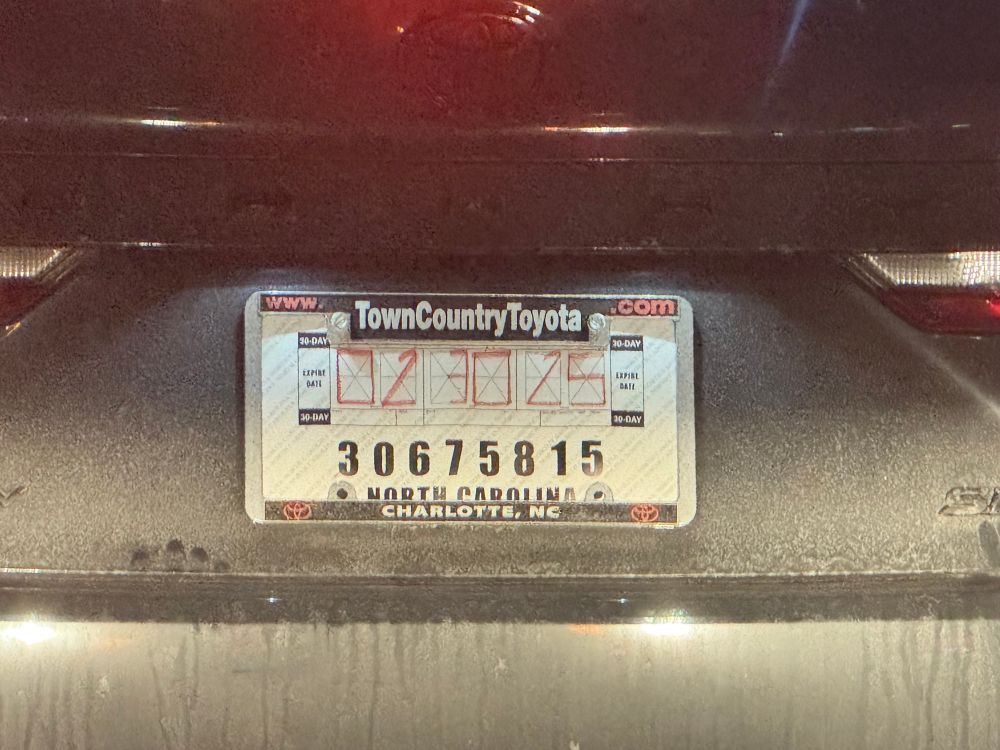 www. TownCountryToyota .com
30-DAY 30-DAY
EXPIRE DATE 02 30 25 EXPIRE DATE
30-DAY 30-DAY
30675815
NORTH CAROLINA
CHARLOTTE, NC